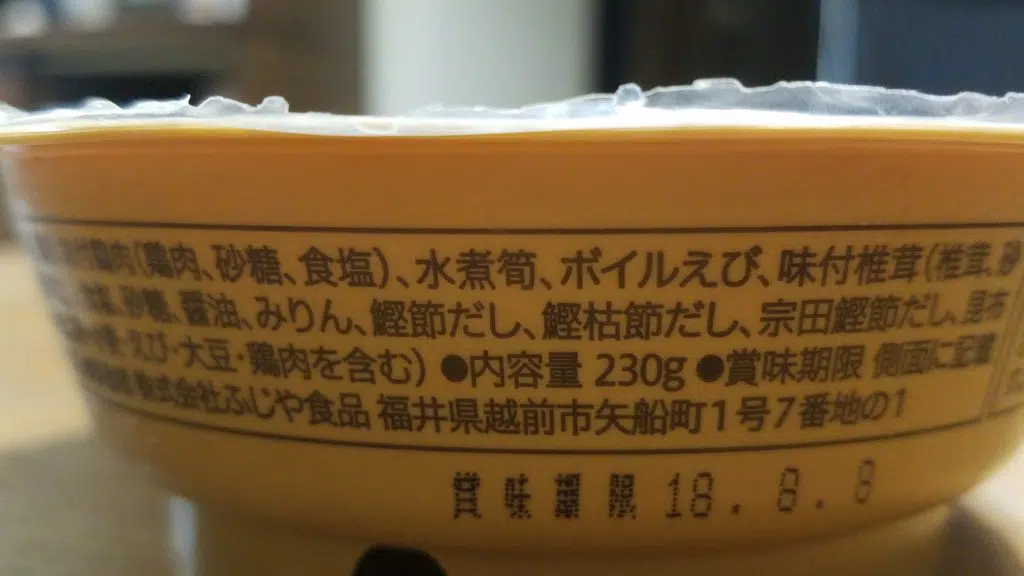 鶏肉(鶏肉、砂糖、食塩)、水煮筍、ボイルえび、味付椎茸(椎茸、砂
砂糖、醤油、みりん、鰹節だし、鰹枯節だし、宗田鰹節だし、昆布
えび・大豆・鶏肉を含む) ●内容量 230g ●賞味期限 側面に記載
株式会社ふじや食品 福井県越前市矢船町1号7番地の1
賞味期限 18. 8. 8